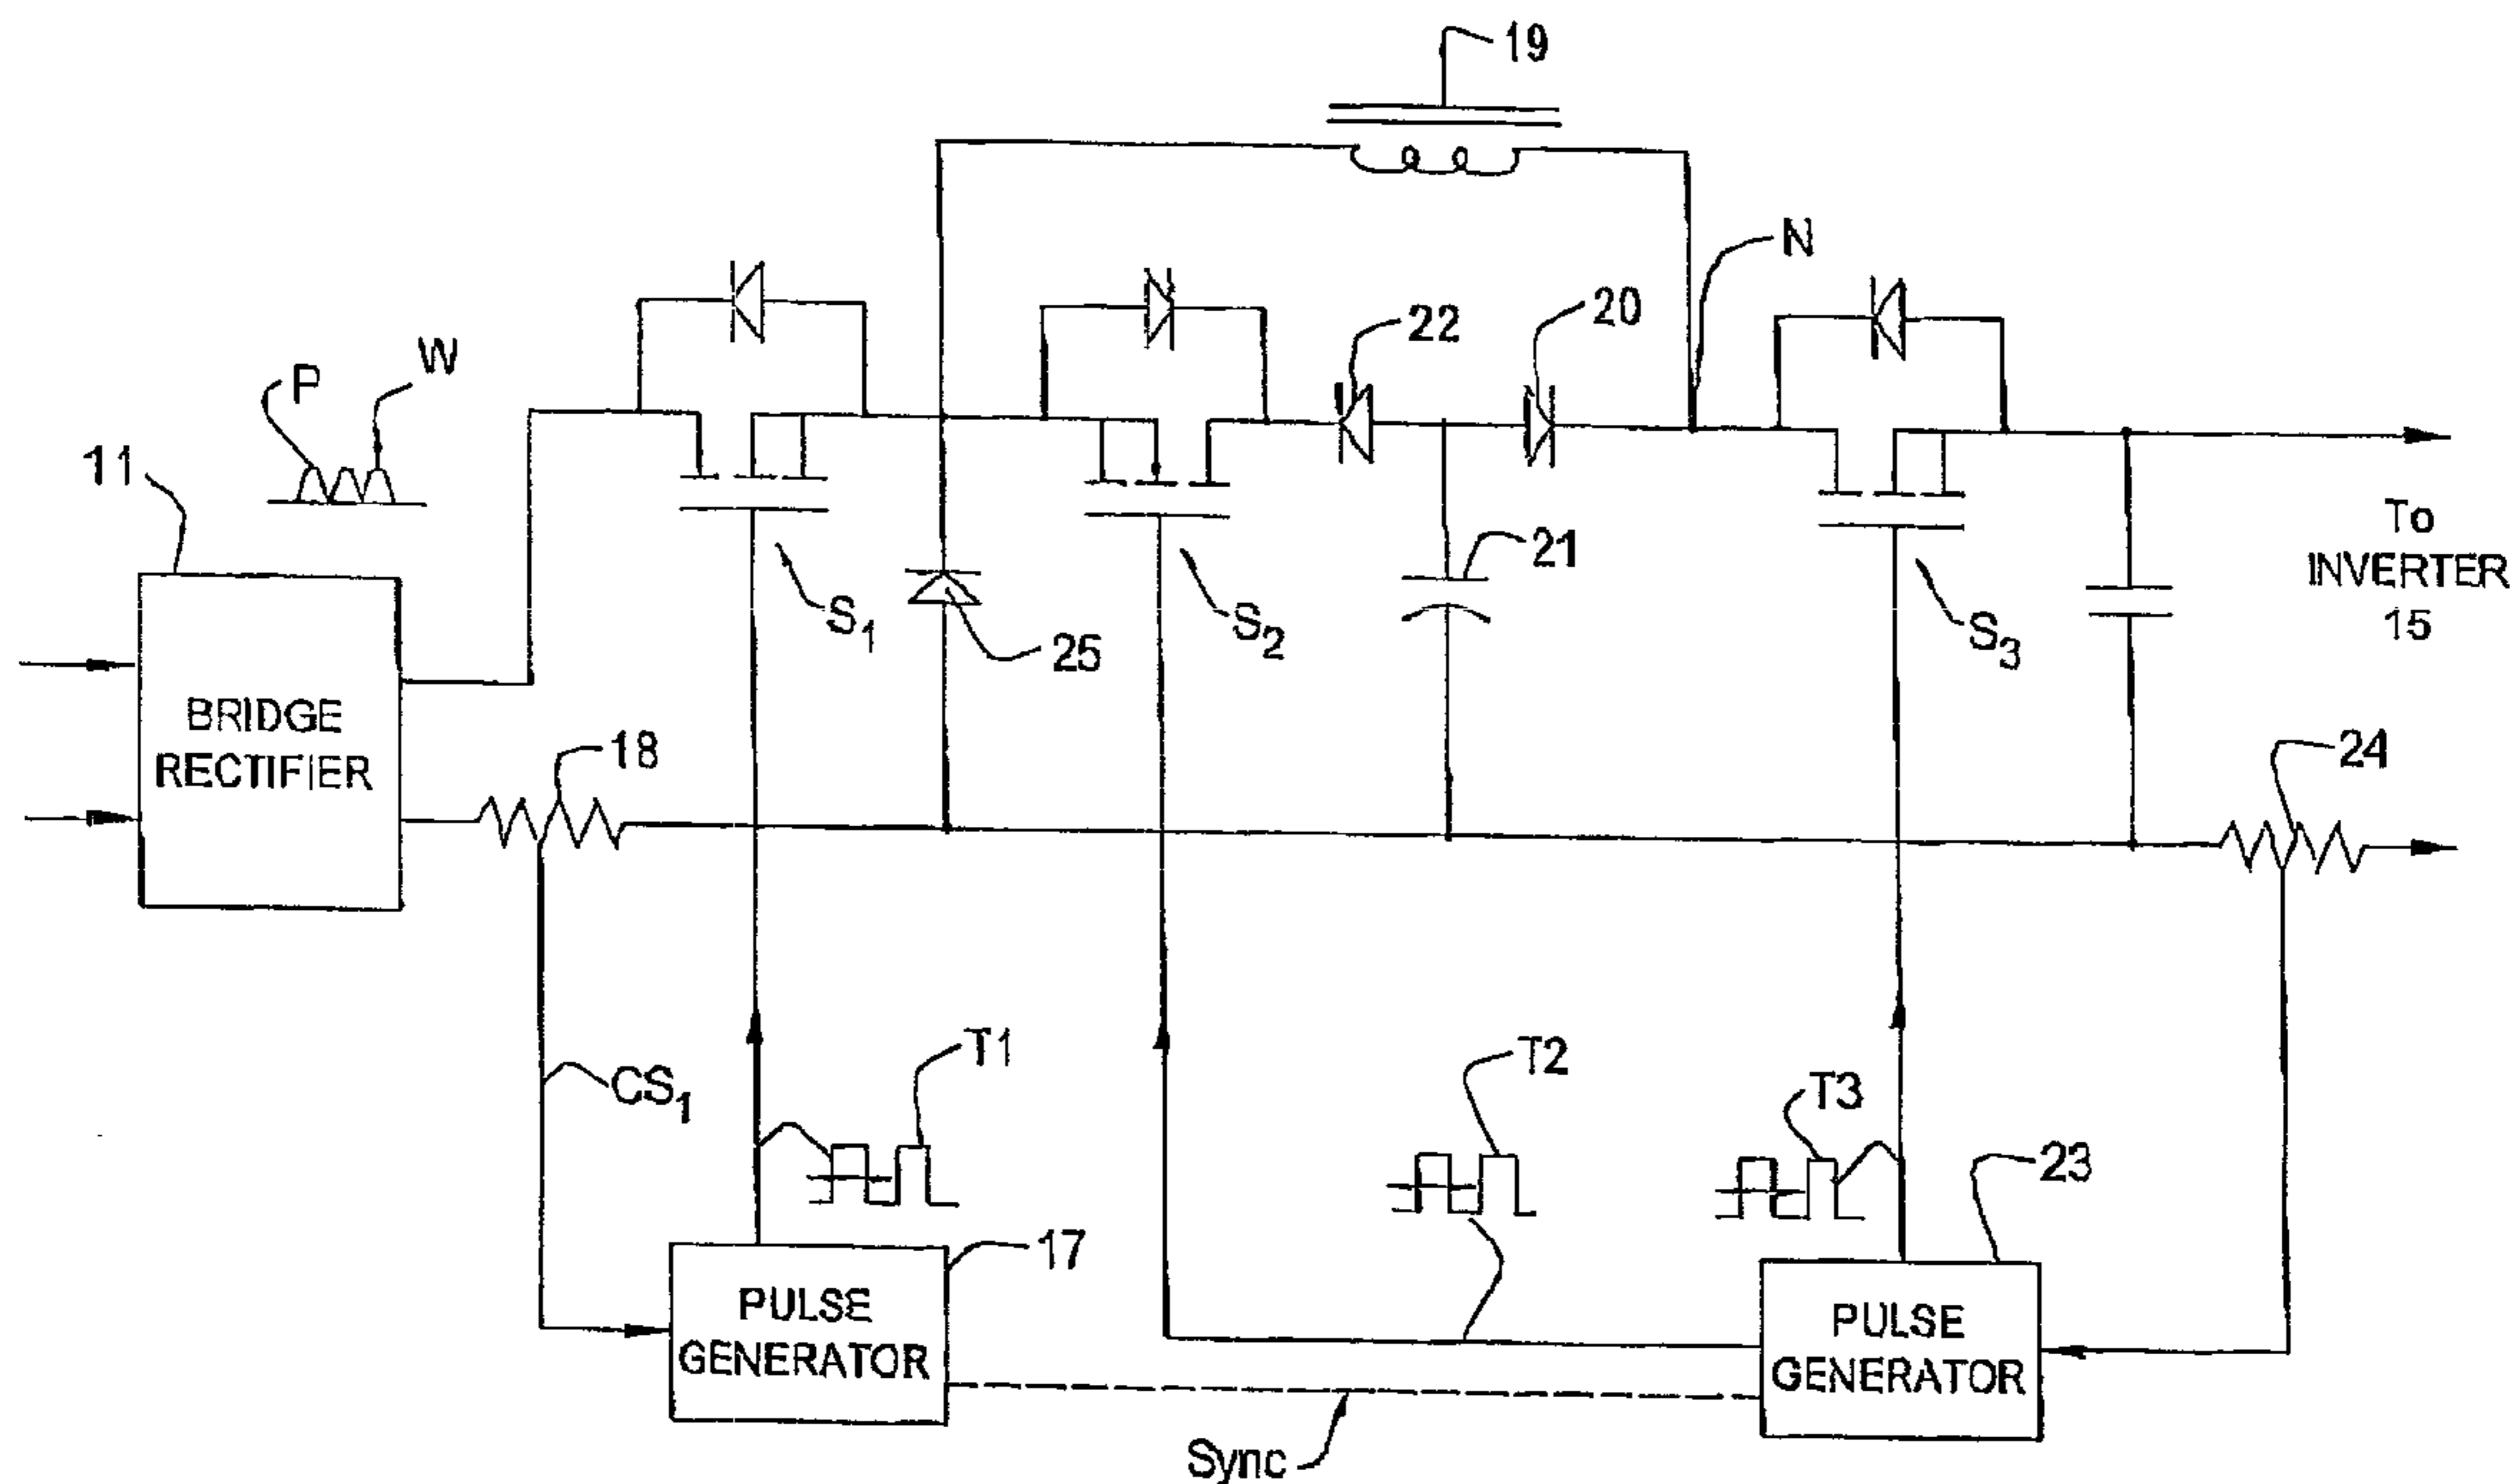 19
N
22
20
P
W
11
21
To
INVERTER
15
S1
25
S2
S3
BRIDGE
RECTIFIER
18
24
CS1
T1
T2
T3
23
17
PULSE
GENERATOR
PULSE
GENERATOR
Sync